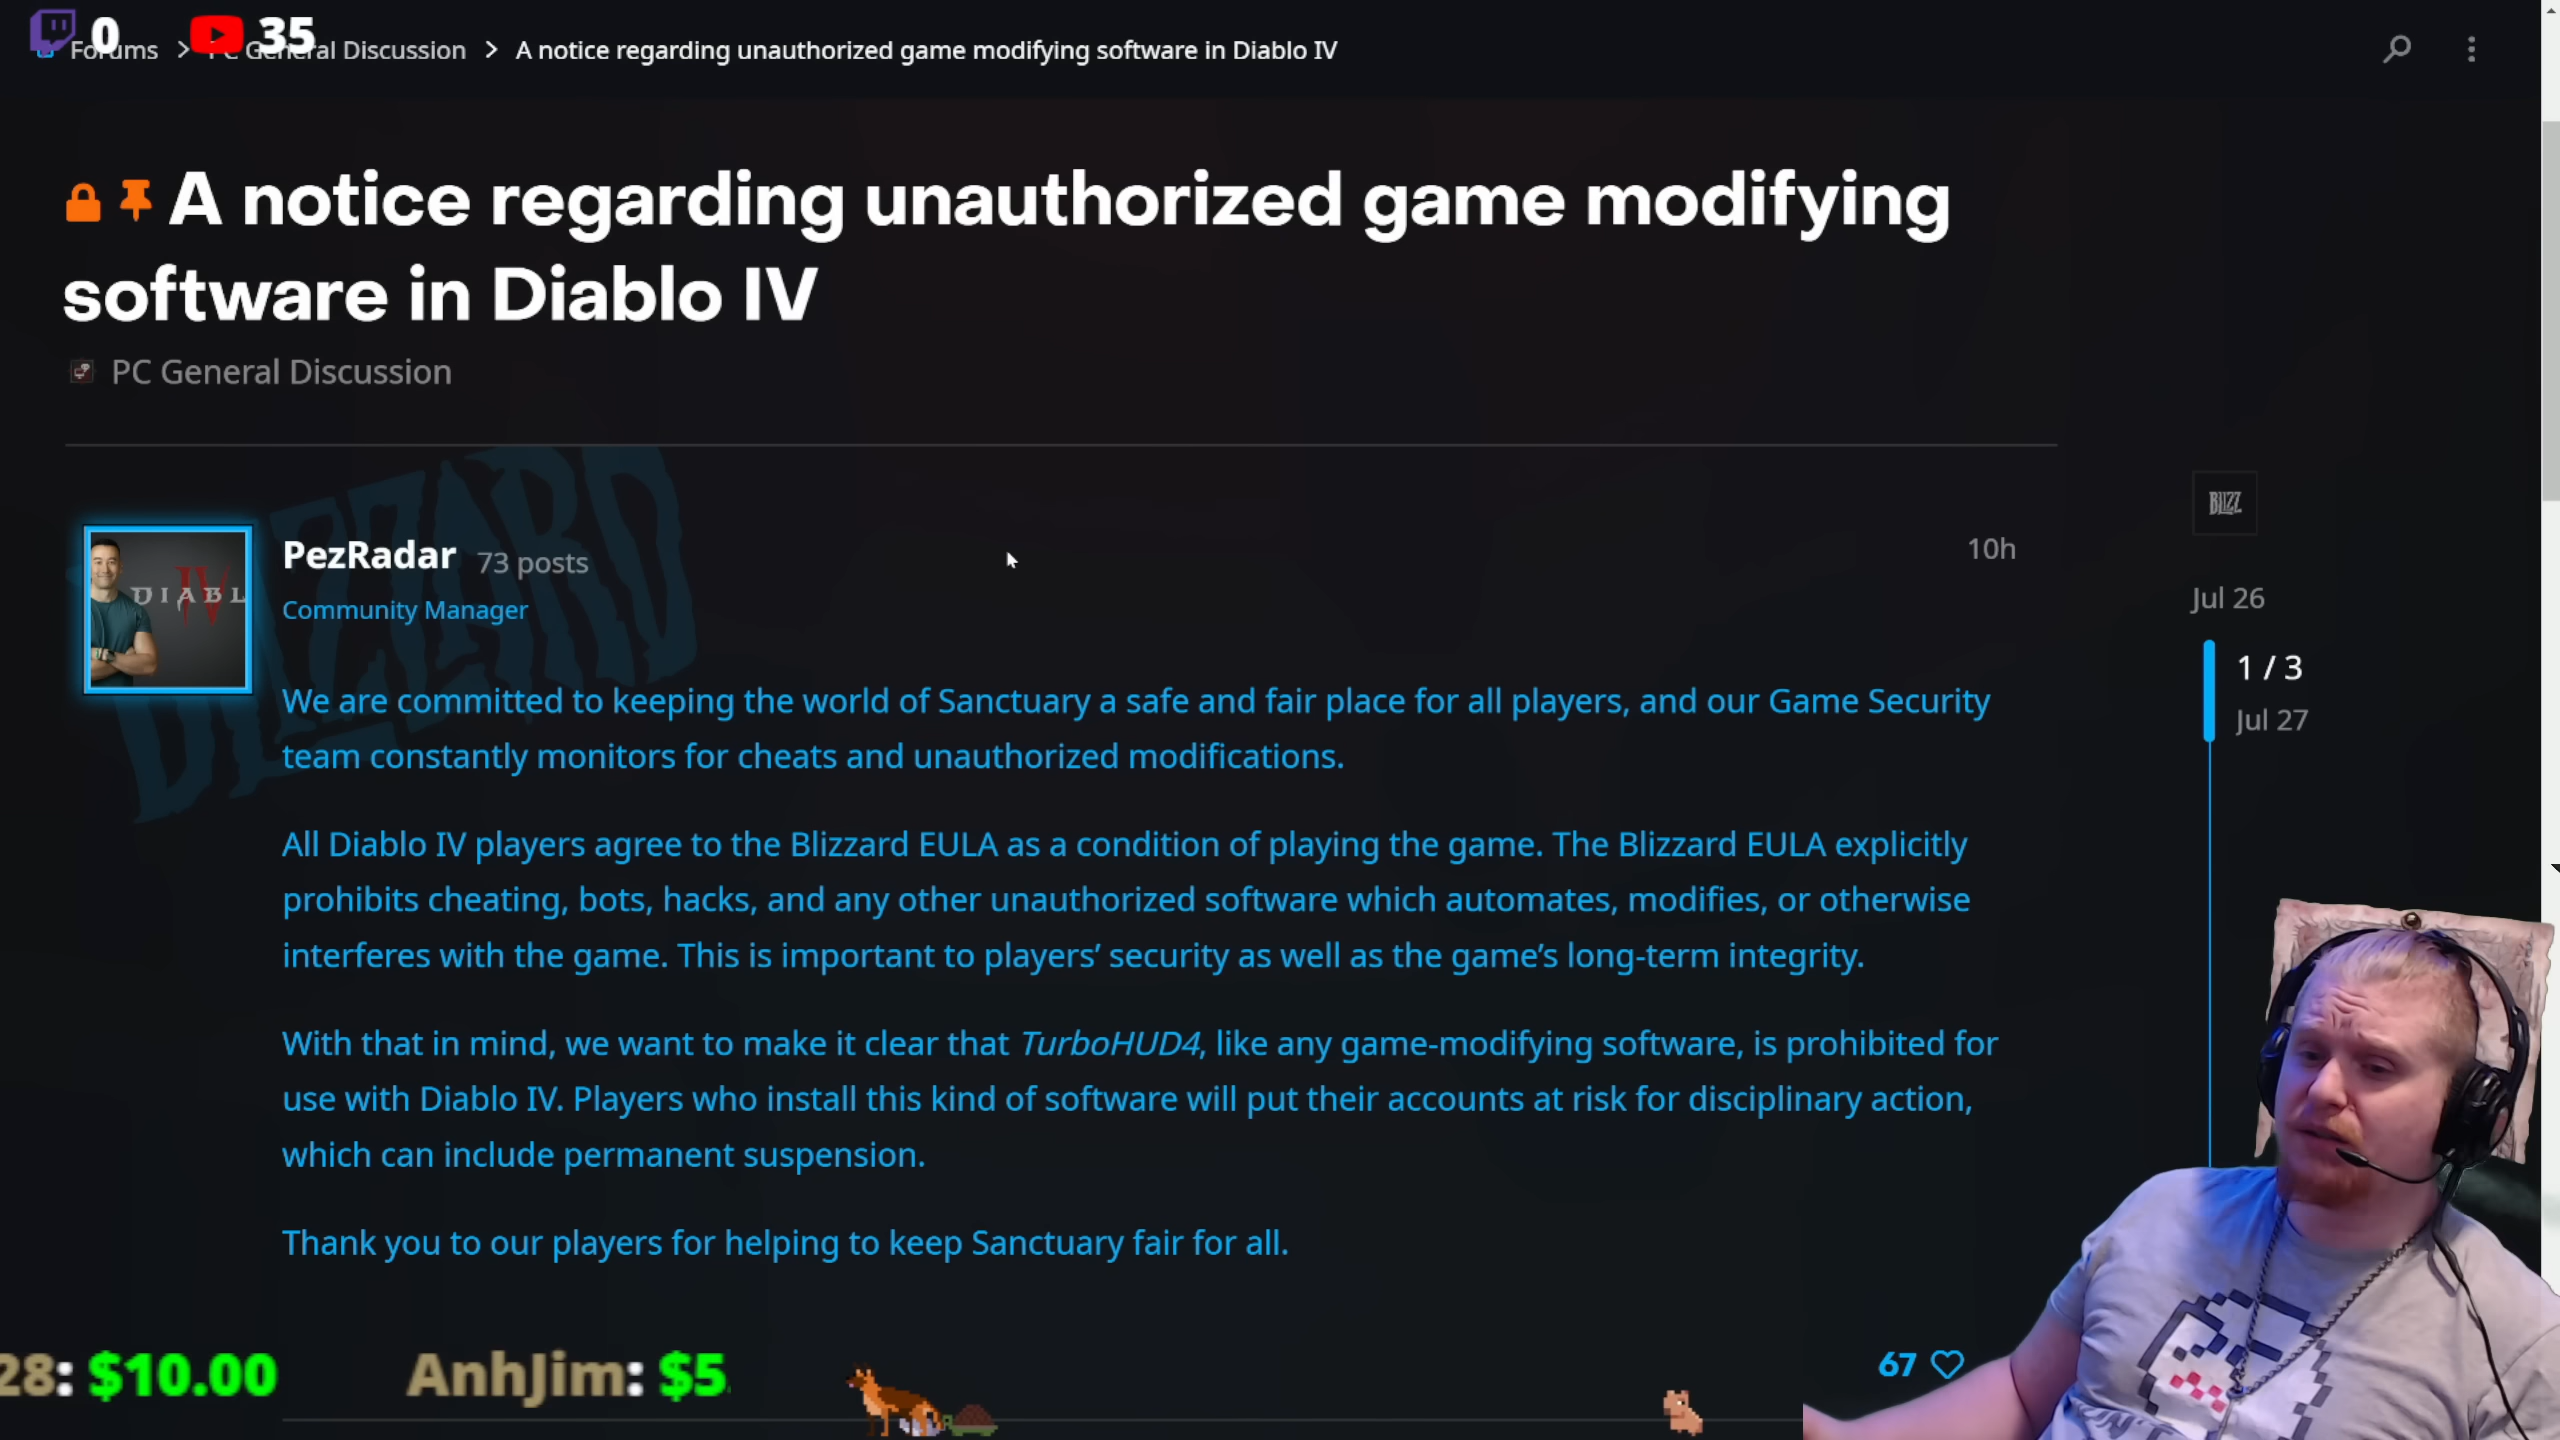 0 35
Forums > PC General Discussion > A notice regarding unauthorized game modifying software in Diablo IV
A notice regarding unauthorized game modifying
software in Diablo IV
PC General Discussion
BLIZZARD
BLIZZ
DIABL
IV
PezRadar 73 posts
10h
Community Manager
Jul 26
1 / 3
Jul 27
We are committed to keeping the world of Sanctuary a safe and fair place for all players, and our Game Security
team constantly monitors for cheats and unauthorized modifications.
All Diablo IV players agree to the Blizzard EULA as a condition of playing the game. The Blizzard EULA explicitly
prohibits cheating, bots, hacks, and any other unauthorized software which automates, modifies, or otherwise
interferes with the game. This is important to players’ security as well as the game’s long-term integrity.
With that in mind, we want to make it clear that TurboHUD4, like any game-modifying software, is prohibited for
use with Diablo IV. Players who install this kind of software will put their accounts at risk for disciplinary action,
which can include permanent suspension.
Thank you to our players for helping to keep Sanctuary fair for all.
67
28: $10.00 AnhJim: $5